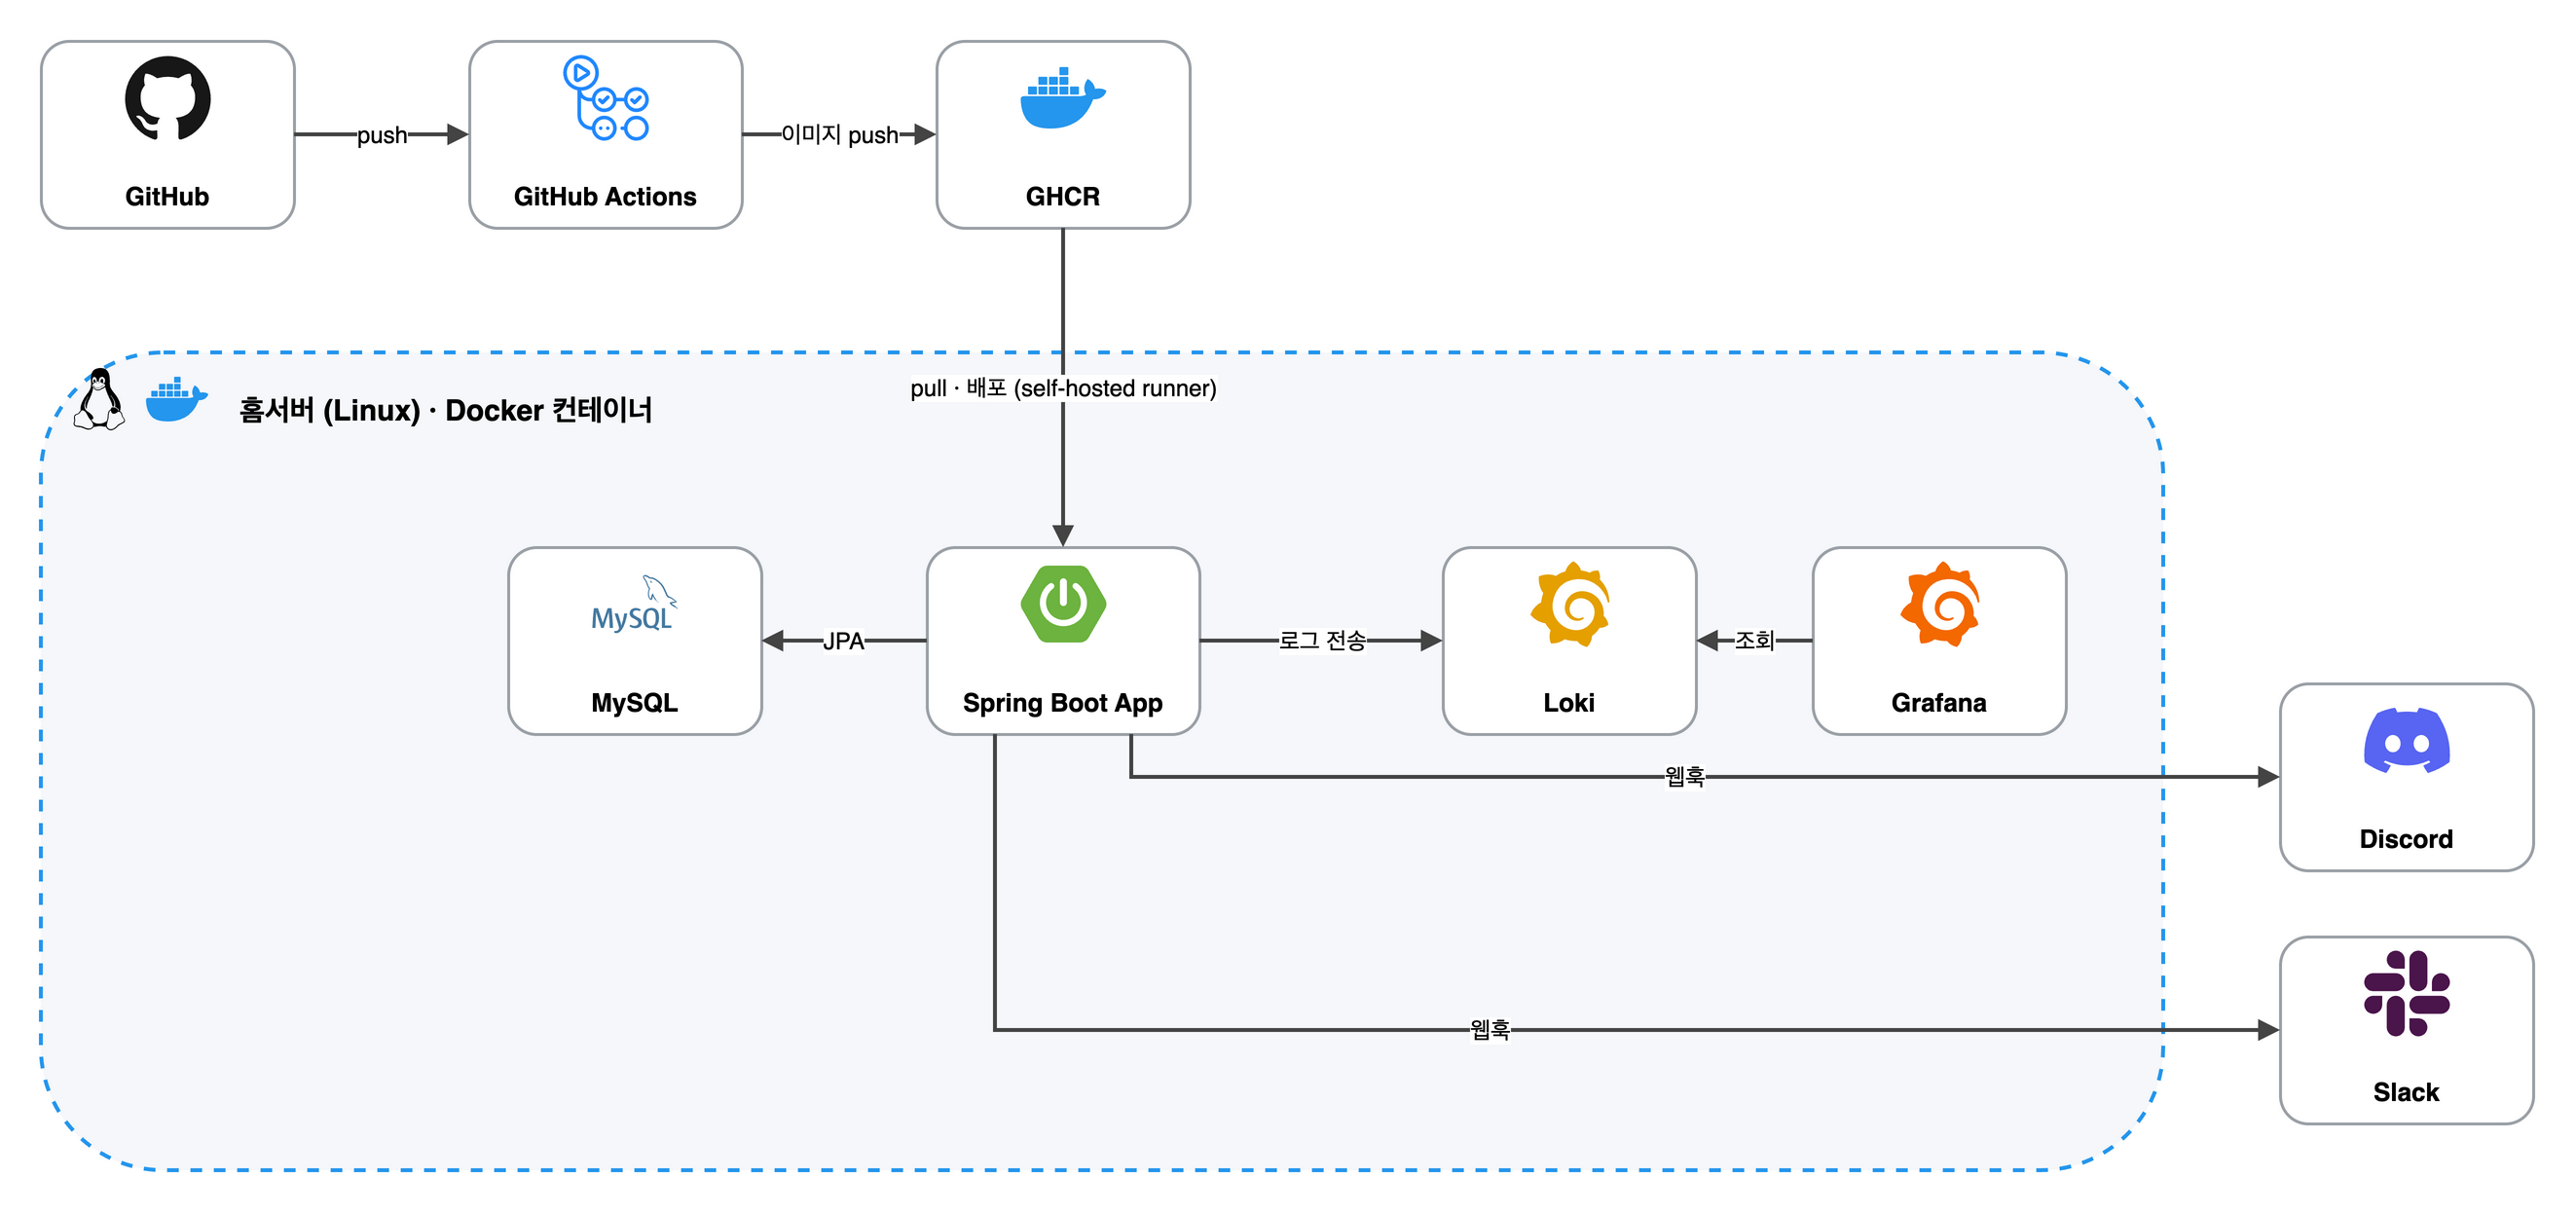 GitHub
push
GitHub Actions
이미지 push
GHCR
pull · 배포 (self-hosted runner)
홈서버 (Linux) · Docker 컨테이너
MySQL
MySQL
JPA
Spring Boot App
로그 전송
Loki
조회
Grafana
웹훅
Discord
웹훅
Slack